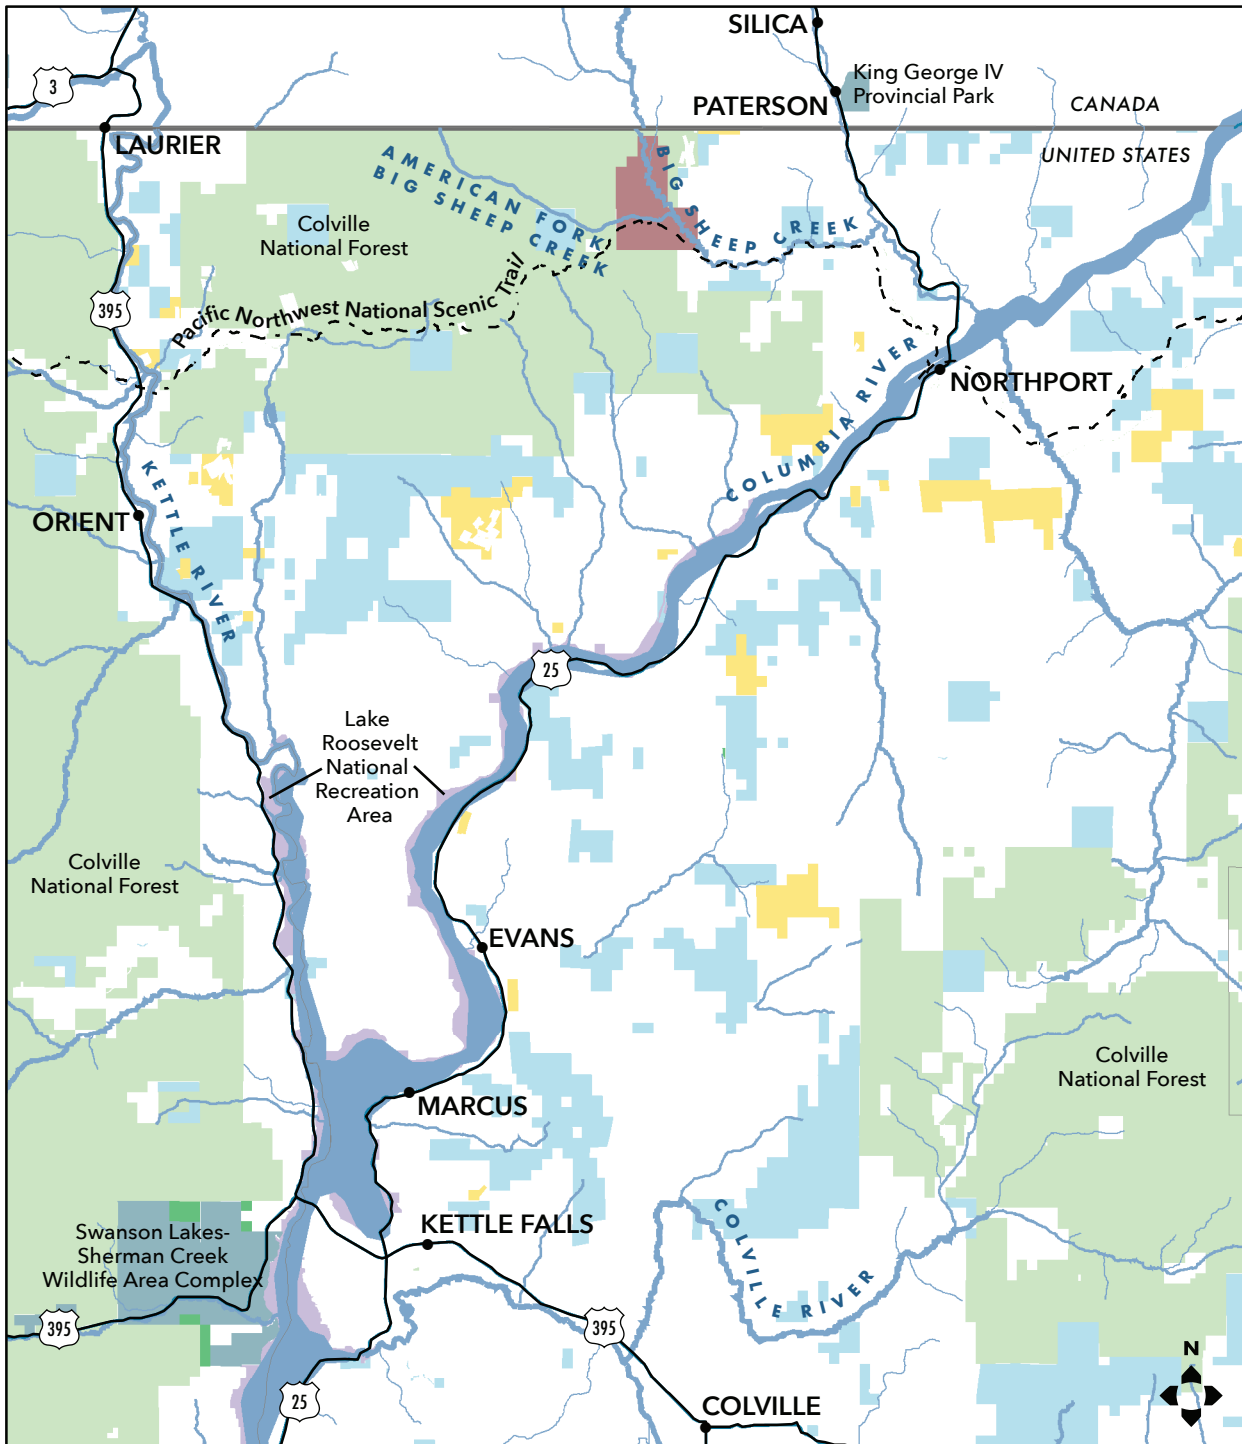 SILICA
King George IV
Provincial Park
3
PATERSON
CANADA
LAURIER
UNITED STATES
AMERICAN FORK
BIG SHEEP CREEK
BIG SHEEP CREEK
Colville
National Forest
395
Pacific Northwest National Scenic Trail
COLUMBIA RIVER
NORTHPORT
KETTLE RIVER
ORIENT
25
Lake
Roosevelt
National
Recreation
Area
Colville
National Forest
EVANS
Colville
National Forest
MARCUS
Swanson Lakes-
Sherman Creek
Wildlife Area Complex
KETTLE FALLS
COLVILLE RIVER
395
395
N
25
COLVILLE